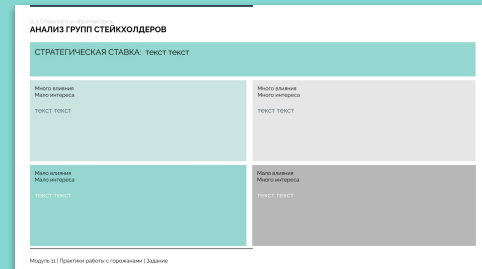 АНАЛИЗ ГРУПП СТЕЙКХОЛДЕРОВ
СТРАТЕГИЧЕСКАЯ СТАВКА: текст текст
Много влияния
Мало интереса
текст текст
Много влияния
Много интереса
текст текст
Мало влияния
Мало интереса
текст текст
Мало влияния
Много интереса
текст текст
Модуль 11 | Практики работы с горожанами | Задание